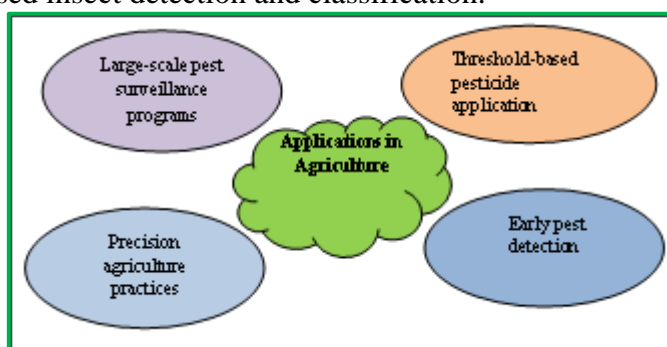 sed insect detection and classification.
Large-scale pest
surveillance
programs
Threshold-based
pesticide
application
Applications in
Agriculture
Precision
agriculture
practices
Early pest
detection